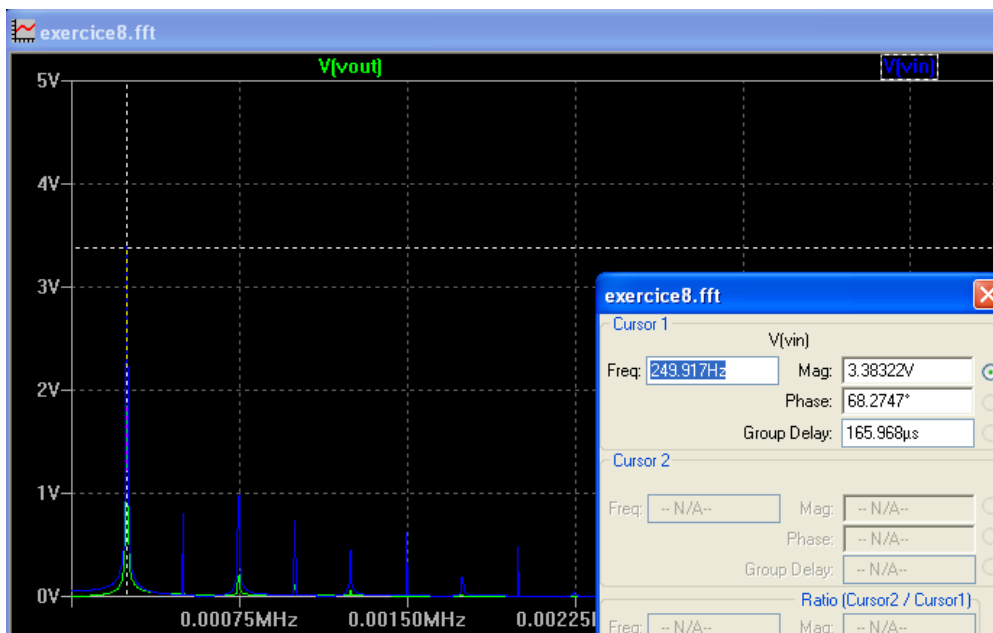 exercice8.fft
V(vout) V(vin)
5V
4V
3V
2V
1V
0V
0.00075MHz 0.00150MHz 0.00225
exercice8.fft
Cursor 1
V(vin)
Freq: 249.917Hz Mag: 3.38322V
Phase: 68.2747°
Group Delay: 165.968µs
Cursor 2
Freq: -- N/A-- Mag: -- N/A--
Phase: -- N/A--
Group Delay: -- N/A--
Ratio (Cursor2 / Cursor1)
Freq: -- N/A-- Mag: -- N/A--